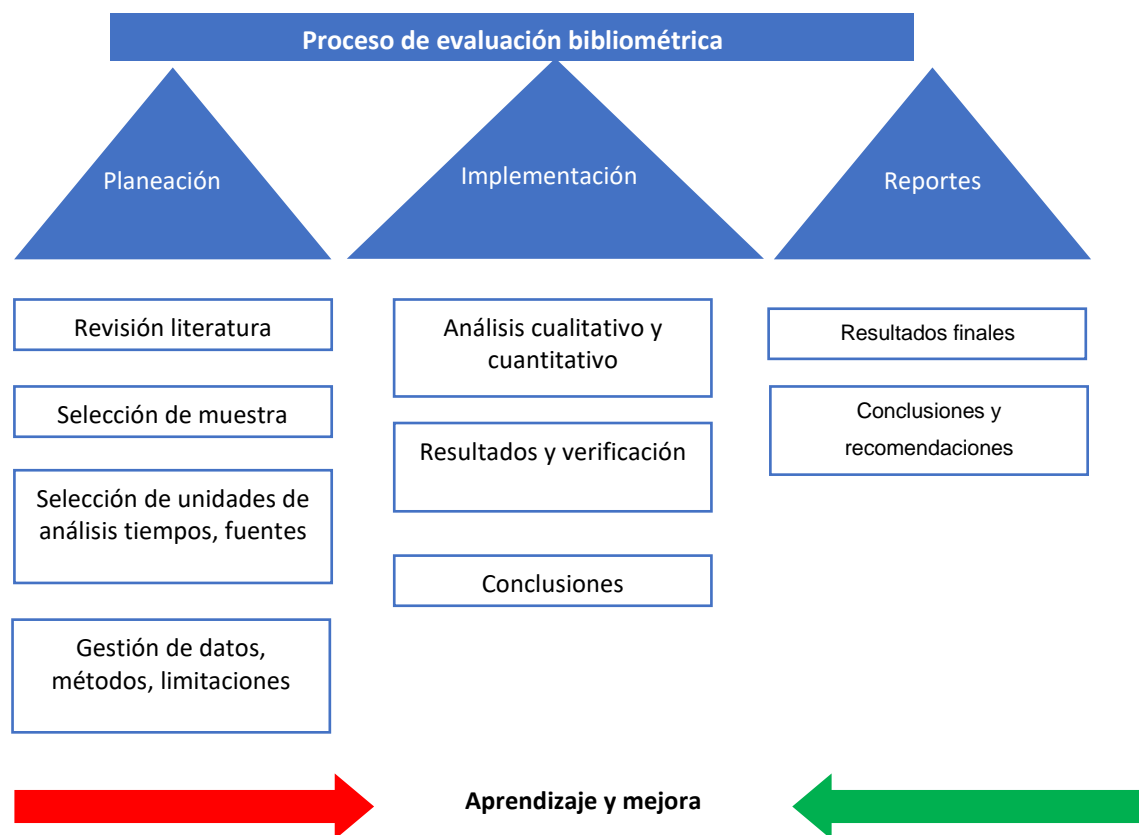 Proceso de evaluación bibliométrica
Planeación
Implementación
Reportes
Revisión literatura
Selección de muestra
Selección de unidades de
análisis tiempos, fuentes
Gestión de datos,
métodos, limitaciones
Análisis cualitativo y
cuantitativo
Resultados y verificación
Conclusiones
Resultados finales
Conclusiones y
recomendaciones
Aprendizaje y mejora